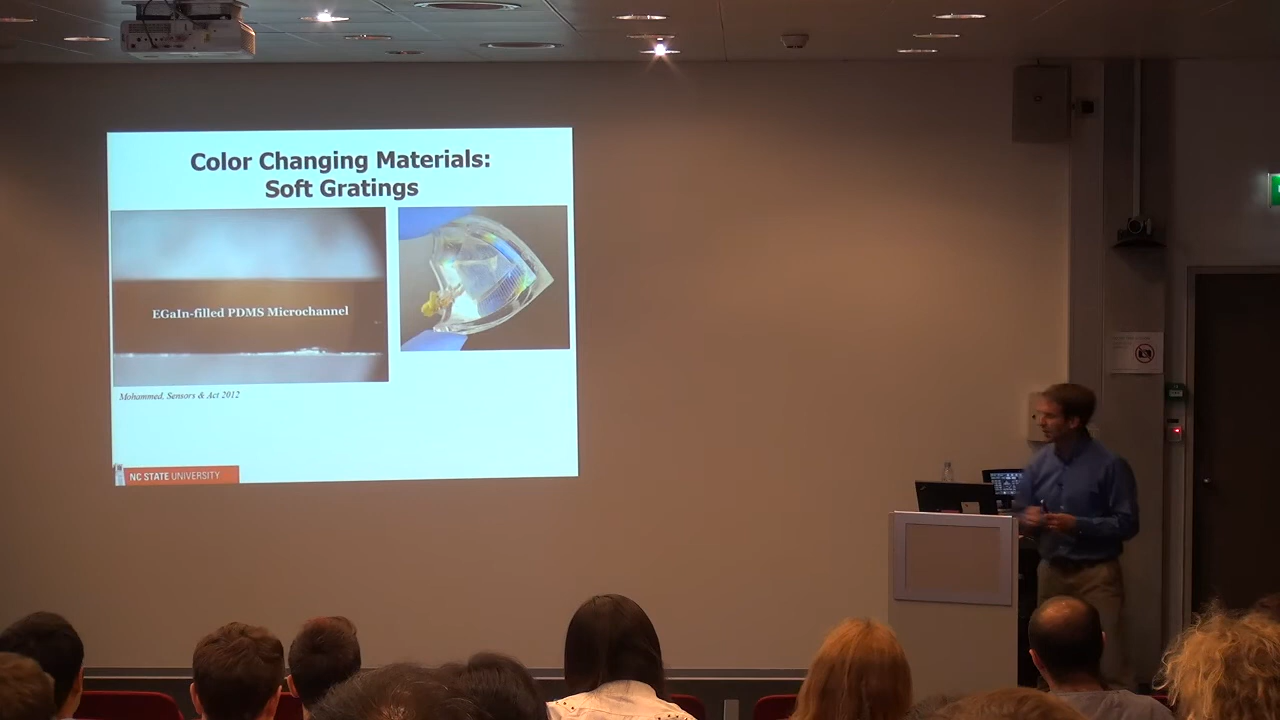 Color Changing Materials:
Soft Gratings
EGaIn-filled PDMS Microchannel
Mohammed, Sensors & Act 2012
NC STATE UNIVERSITY